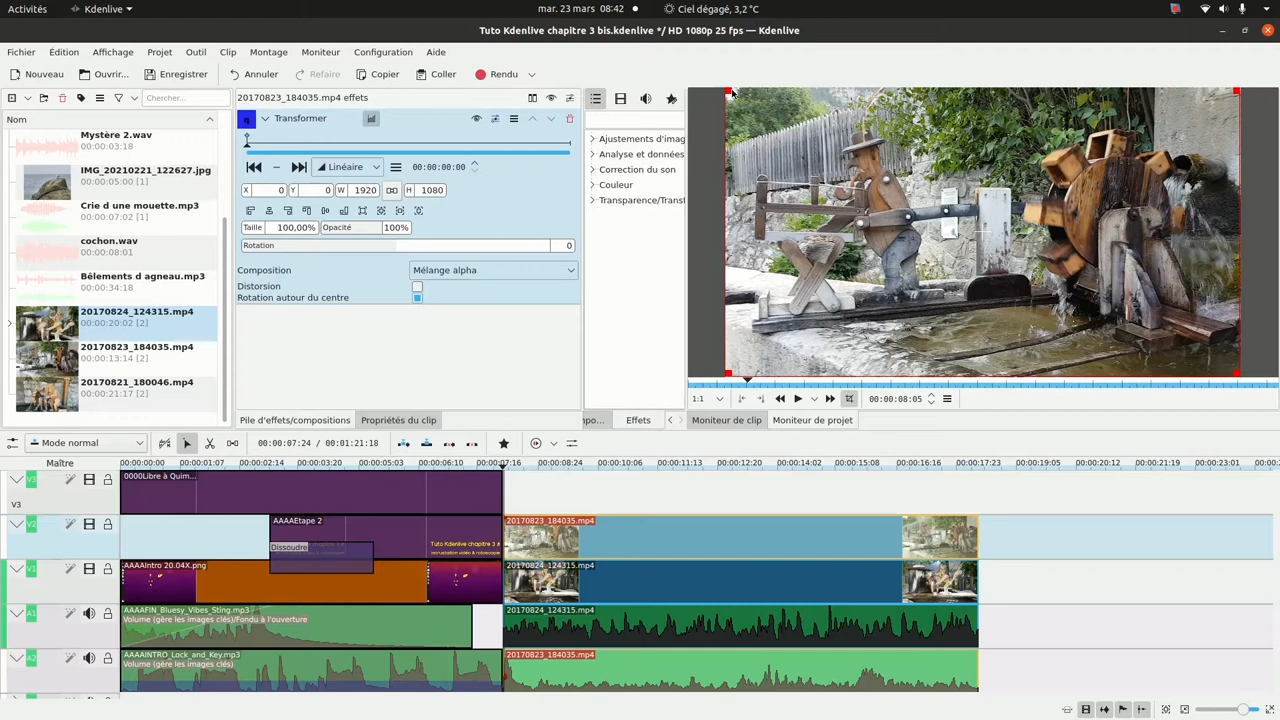 Activités
Kdenlive
mar. 23 mars 08:42
Ciel dégagé, 3,2 °C
Tuto Kdenlive chapitre 3 bis.kdenlive */ HD 1080p 25 fps — Kdenlive
Fichier Édition Affichage Projet Outil Clip Montage Moniteur Configuration Aide
Nouveau Ouvrir... Enregistrer Annuler Refaire Copier Coller Rendu
Chercher...
20170823_184035.mp4 effets
Nom
Transformer
Mystère 2.wav
00:00:03:18
IMG_20210221_122627.jpg
00:00:05:00 [1]
Crie d une mouette.mp3
00:00:07:02 [1]
cochon.wav
00:00:08:01
Bêlements d agneau.mp3
00:00:34:18
20170824_124315.mp4
00:00:20:02 [2]
20170823_184035.mp4
00:00:13:14 [2]
20170821_180046.mp4
00:00:21:17 [2]
Linéaire
00:00:00:00
X 0 Y 0 W 1920 H 1080
Taille 100,00% Opacité 100%
Rotation 0
Composition Mélange alpha
Distorsion
Rotation autour du centre
Pile d'effets/compositions Propriétés du clip
Ajustements d'imag
Analyse et données
Correction du son
Couleur
Transparence/Transf
Effets
1:1
00:00:08:05
Moniteur de clip Moniteur de projet
Mode normal
00:00:07:24 / 00:01:21:18
Maître
00:00:00:00 00:00:01:07 00:00:02:14 00:00:03:20 00:00:05:03 00:00:06:10 00:00:07:16 00:00:08:24 00:00:10:06 00:00:11:13 00:00:12:20 00:00:14:02 00:00:15:08 00:00:16:16 00:00:17:23 00:00:19:05 00:00:20:12 00:00:21:19 00:00:23:01
V3
V3
0000Libre à Quim...
V2
AAAAEtape 2
Dissoudre
Tuto Kdenlive chapitre 3
20170823_184035.mp4
V1
AAAAIntro 20.04X.png
20170824_124315.mp4
A1
AAAAFIN_Bluesy_Vibes_Sting.mp3
Volume (gère les images clés)/Fondu à l'ouverture
20170824_124315.mp4
A2
AAAAINTRO_Lock_and_Key.mp3
Volume (gère les images clés)
20170823_184035.mp4